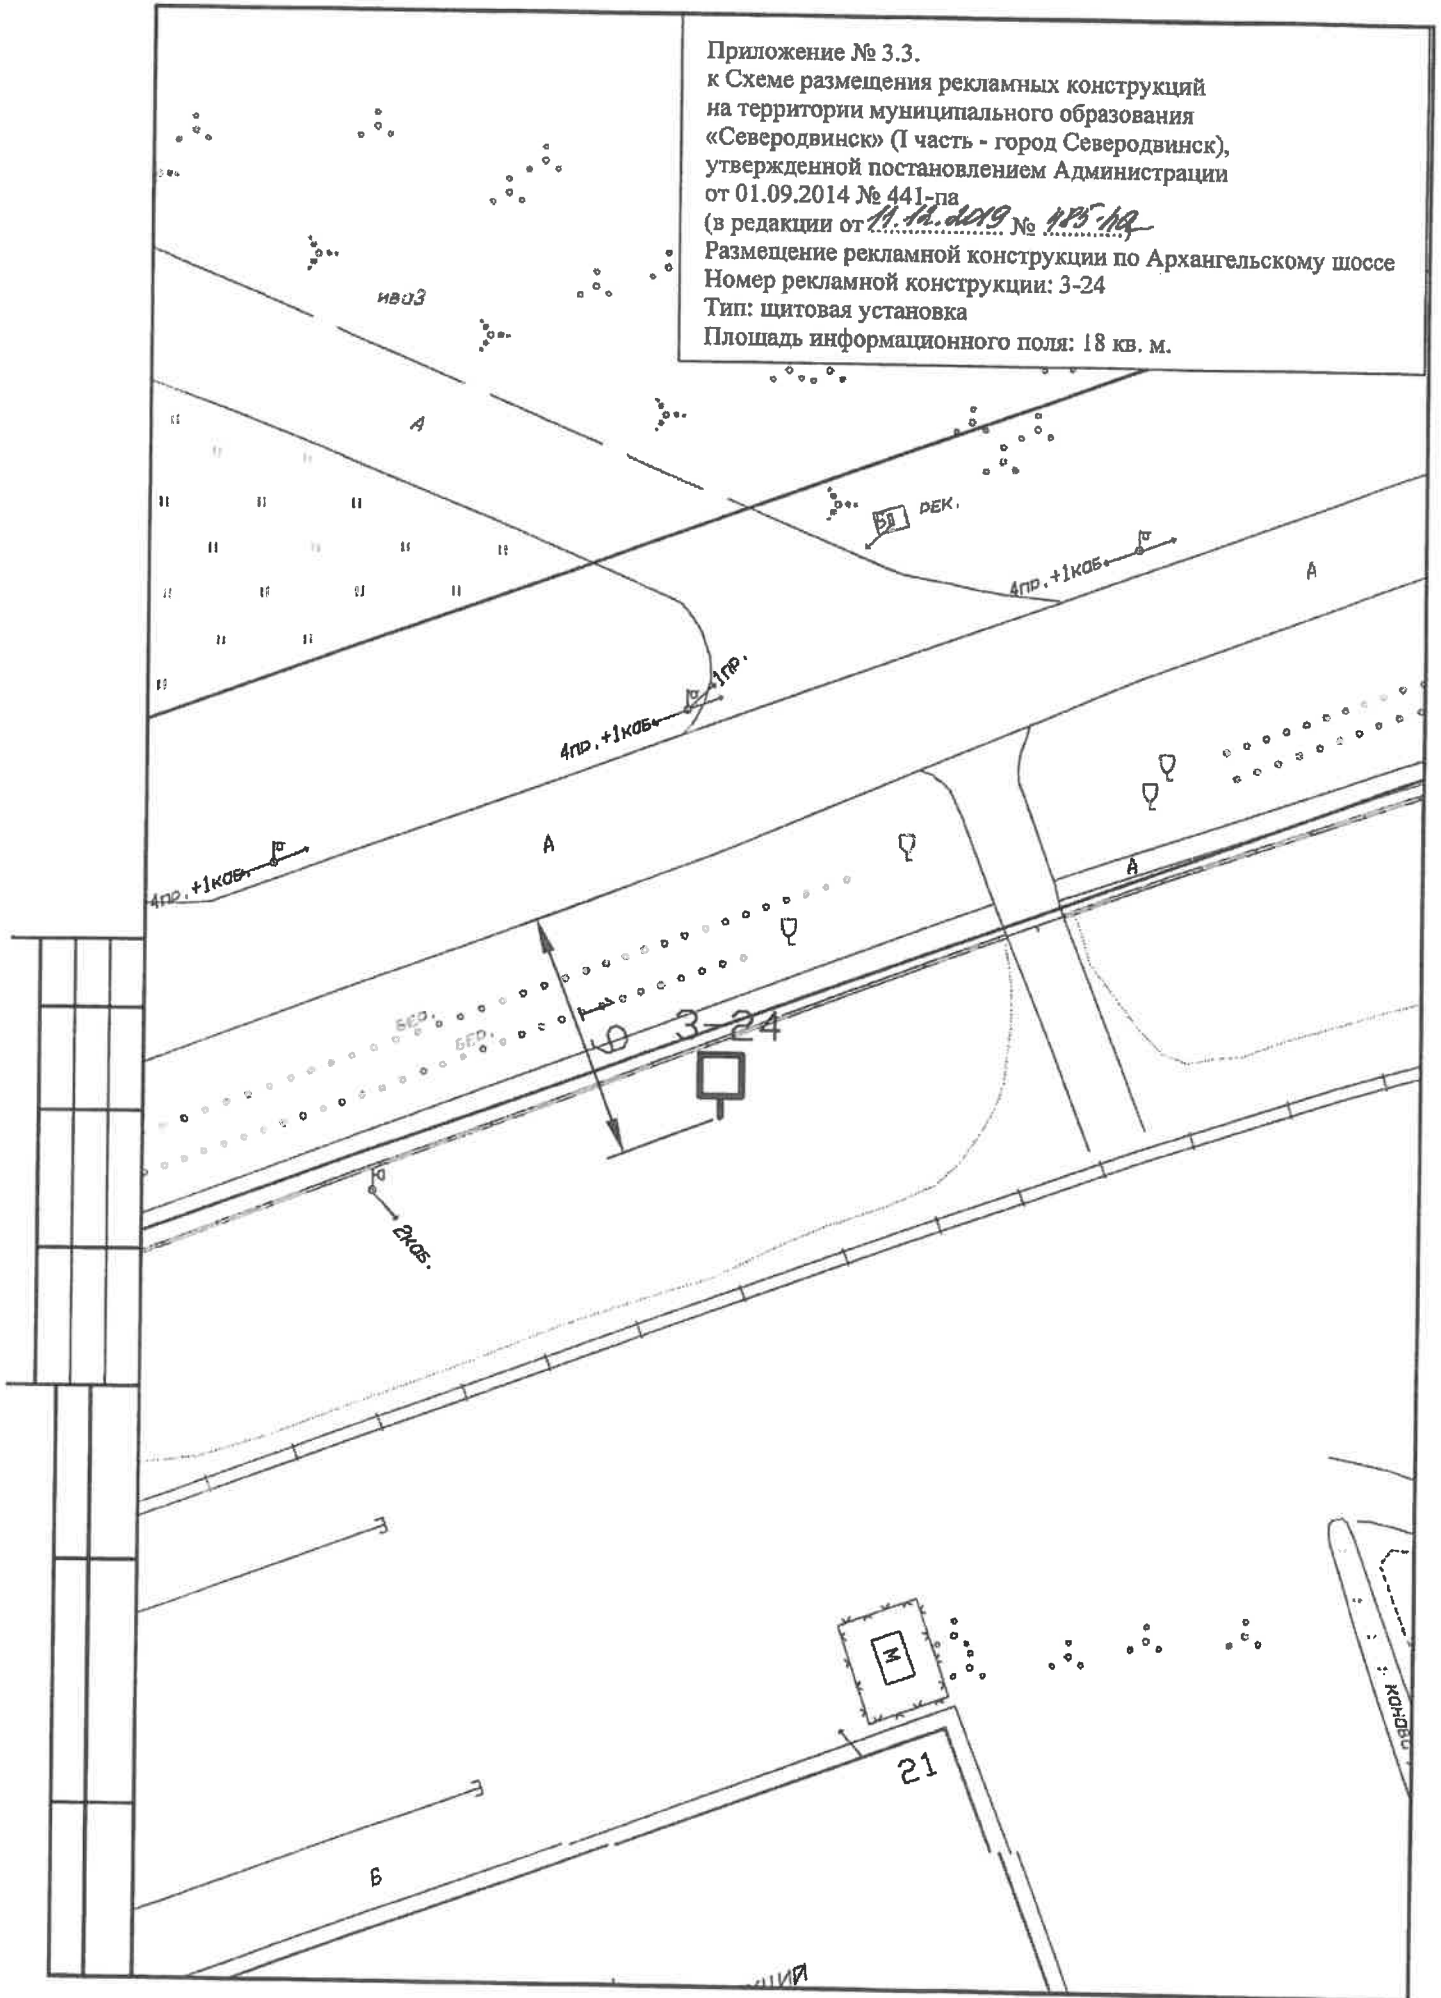 Приложение № 3.3.
к Схеме размещения рекламных конструкций
на территории муниципального образования
«Северодвинск» (I часть - город Северодвинск),
утвержденной постановлением Администрации
от 01.09.2014 № 441-па
(в редакции от 11.12.2019 № 485-па)
Размещение рекламной конструкции по Архангельскому шоссе
Номер рекламной конструкции: 3-24
Тип: щитовая установка
Площадь информационного поля: 18 кв. м.
ива3
А
РЕК.
4пр.+1каб.
А
1пр.
4пр.+1каб.
А
4пр.+1каб.
А
БЕР.
БЕР.
3-24
2каб.
М
канава
21
Б